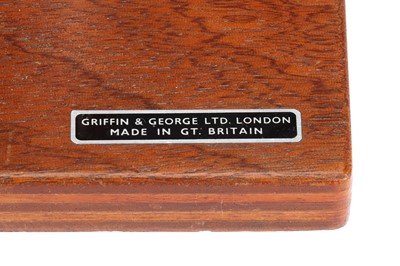 GRIFFIN & GEORGE LTD. LONDON
MADE IN GT. BRITAIN